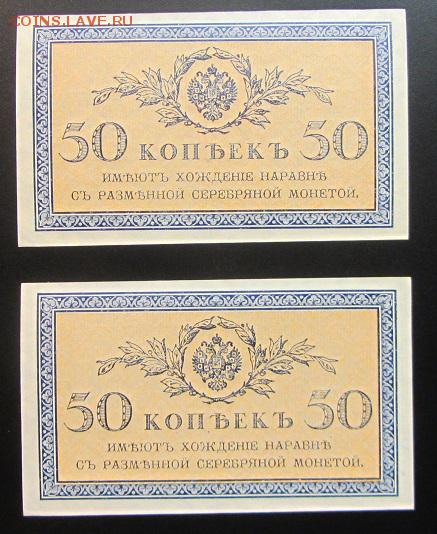 COINS.LAVE.RU
50 КОПѢЕКЪ 50
ИМѢЮТЪ ХОЖДЕНІЕ НАРАВНѢ
СЪ РАЗМѢННОЙ СЕРЕБРЯНОЙ МОНЕТОЙ.
50 КОПѢЕКЪ 50
ИМѢЮТЪ ХОЖДЕНІЕ НАРАВНѢ
СЪ РАЗМѢННОЙ СЕРЕБРЯНОЙ МОНЕТОЙ.